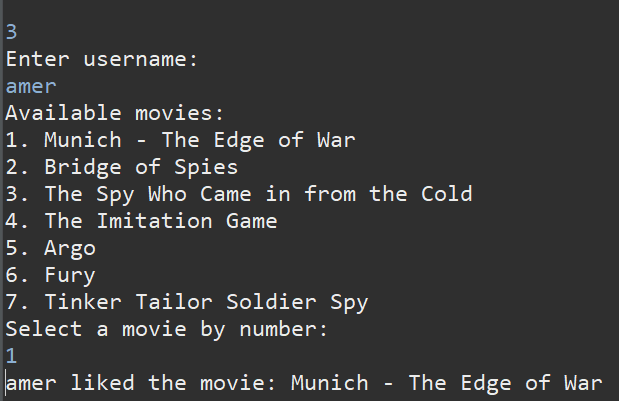 3
Enter username:
amer
Available movies:
1. Munich - The Edge of War
2. Bridge of Spies
3. The Spy Who Came in from the Cold
4. The Imitation Game
5. Argo
6. Fury
7. Tinker Tailor Soldier Spy
Select a movie by number:
1
amer liked the movie: Munich - The Edge of War